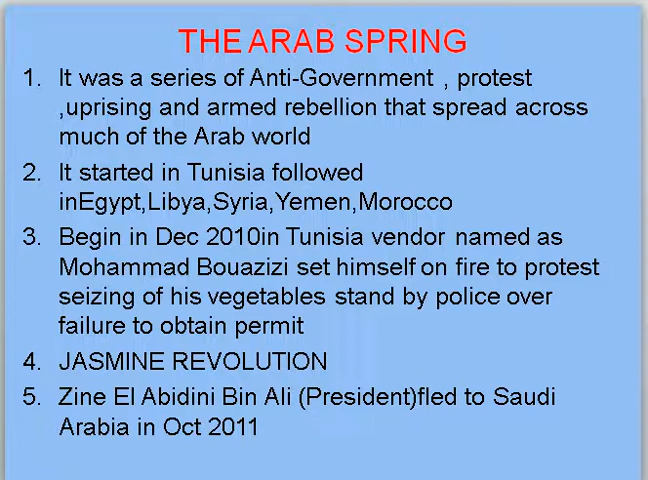 THE ARAB SPRING
1. It was a series of Anti-Government , protest
,uprising and armed rebellion that spread across
much of the Arab world
2. It started in Tunisia followed
inEgypt,Libya,Syria,Yemen,Morocco
3. Begin in Dec 2010in Tunisia vendor named as
Mohammad Bouazizi set himself on fire to protest
seizing of his vegetables stand by police over
failure to obtain permit
4. JASMINE REVOLUTION
5. Zine El Abidini Bin Ali (President)fled to Saudi
Arabia in Oct 2011